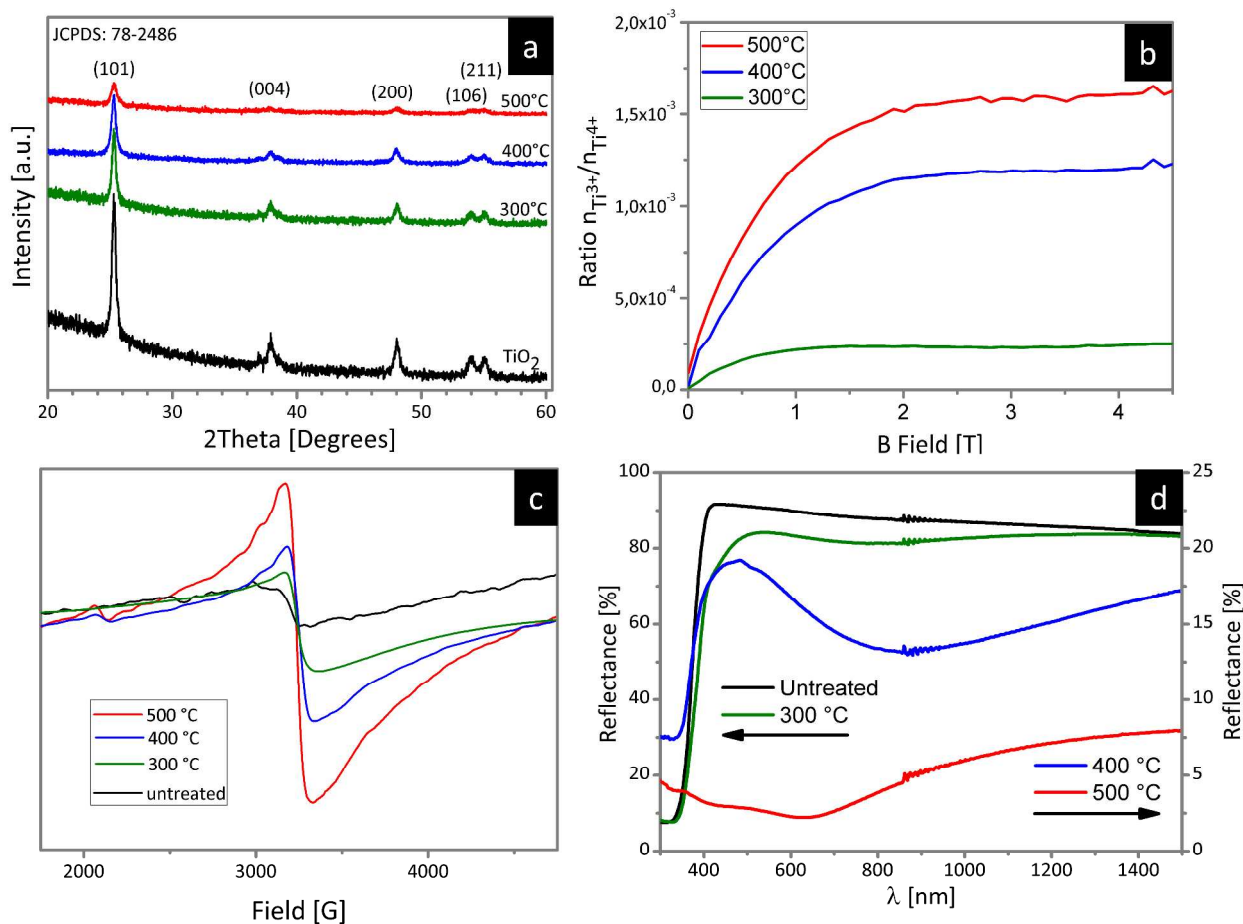 JCPDS: 78-2486
a
(101)
(004)
(200)
(211)
(106)
500°C
400°C
300°C
TiO2
Intensity [a.u.]
20 30 40 50 60
2Theta [Degrees]
b
500°C
400°C
300°C
2,0x10-3
1,5x10-3
1,0x10-3
5,0x10-4
0,0
Ratio nTi3+/nTi4+
0 1 2 3 4
B Field [T]
c
500 °C
400 °C
300 °C
untreated
2000 3000 4000
Field [G]
d
100
80
60
40
20
0
Reflectance [%]
Untreated
300 °C
400 °C
500 °C
25
20
15
10
5
0
Reflectance [%]
400 600 800 1000 1200 1400
λ [nm]